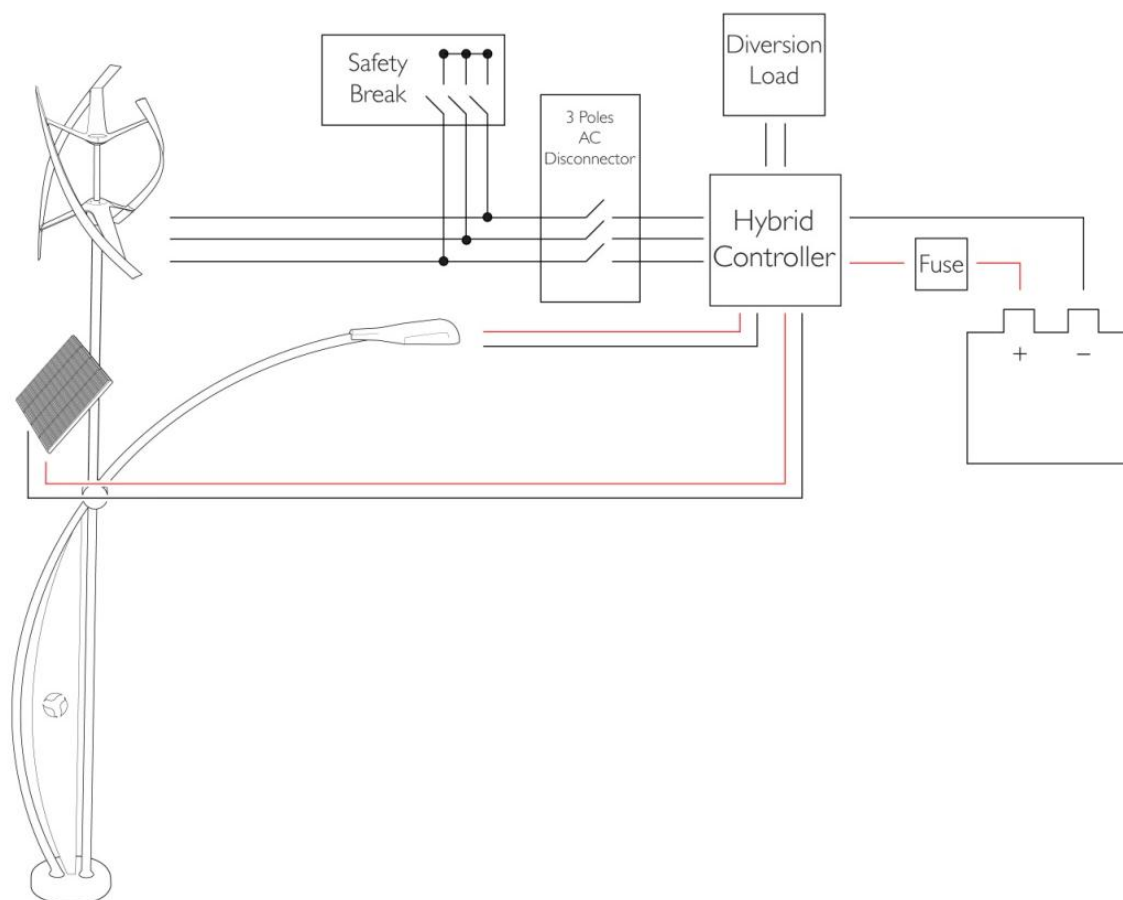 Safety
Break
3 Poles
AC
Disconnector
Diversion
Load
Hybrid
Controller
Fuse
+
−